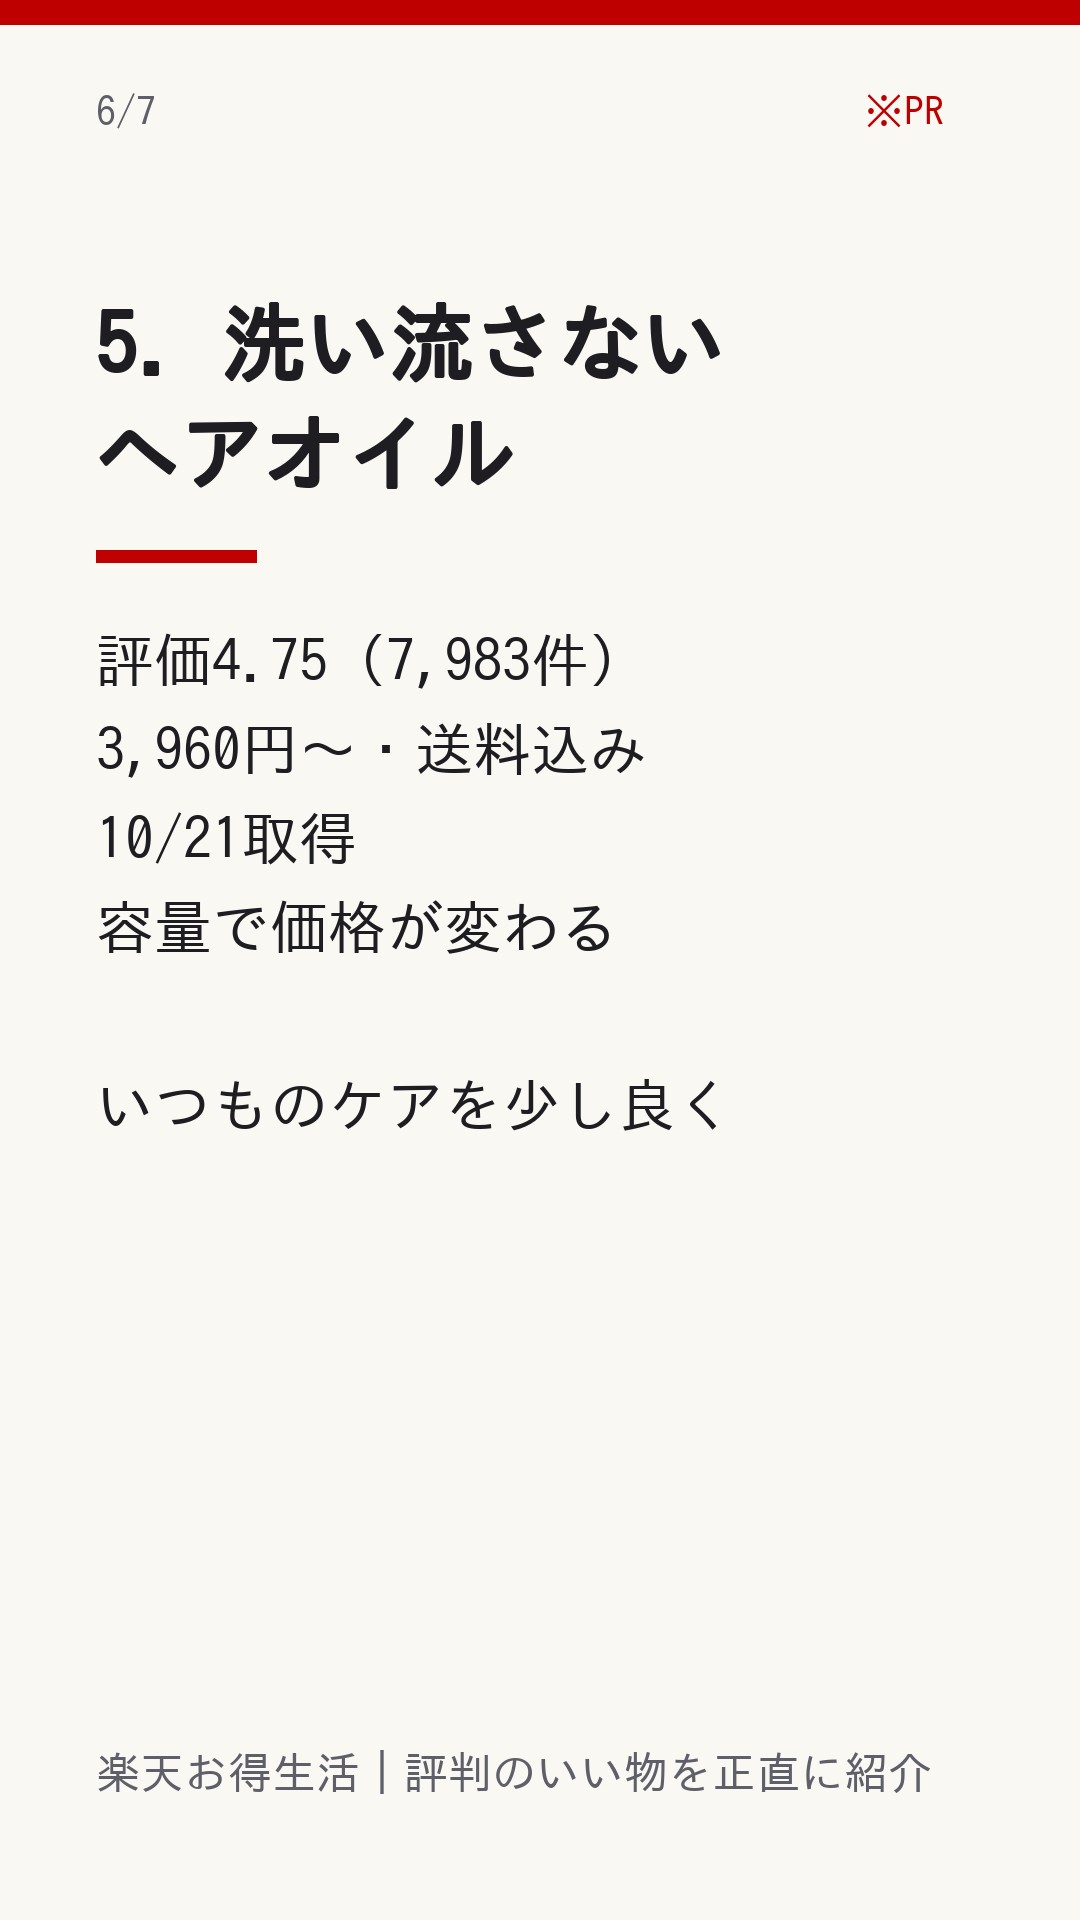 6/7
※PR
5. 洗い流さない
ヘアオイル
評価4.75（7,983件）
3,960円〜・送料込み
10/21取得
容量で価格が変わる
いつものケアを少し良く
楽天お得生活｜評判のいい物を正直に紹介